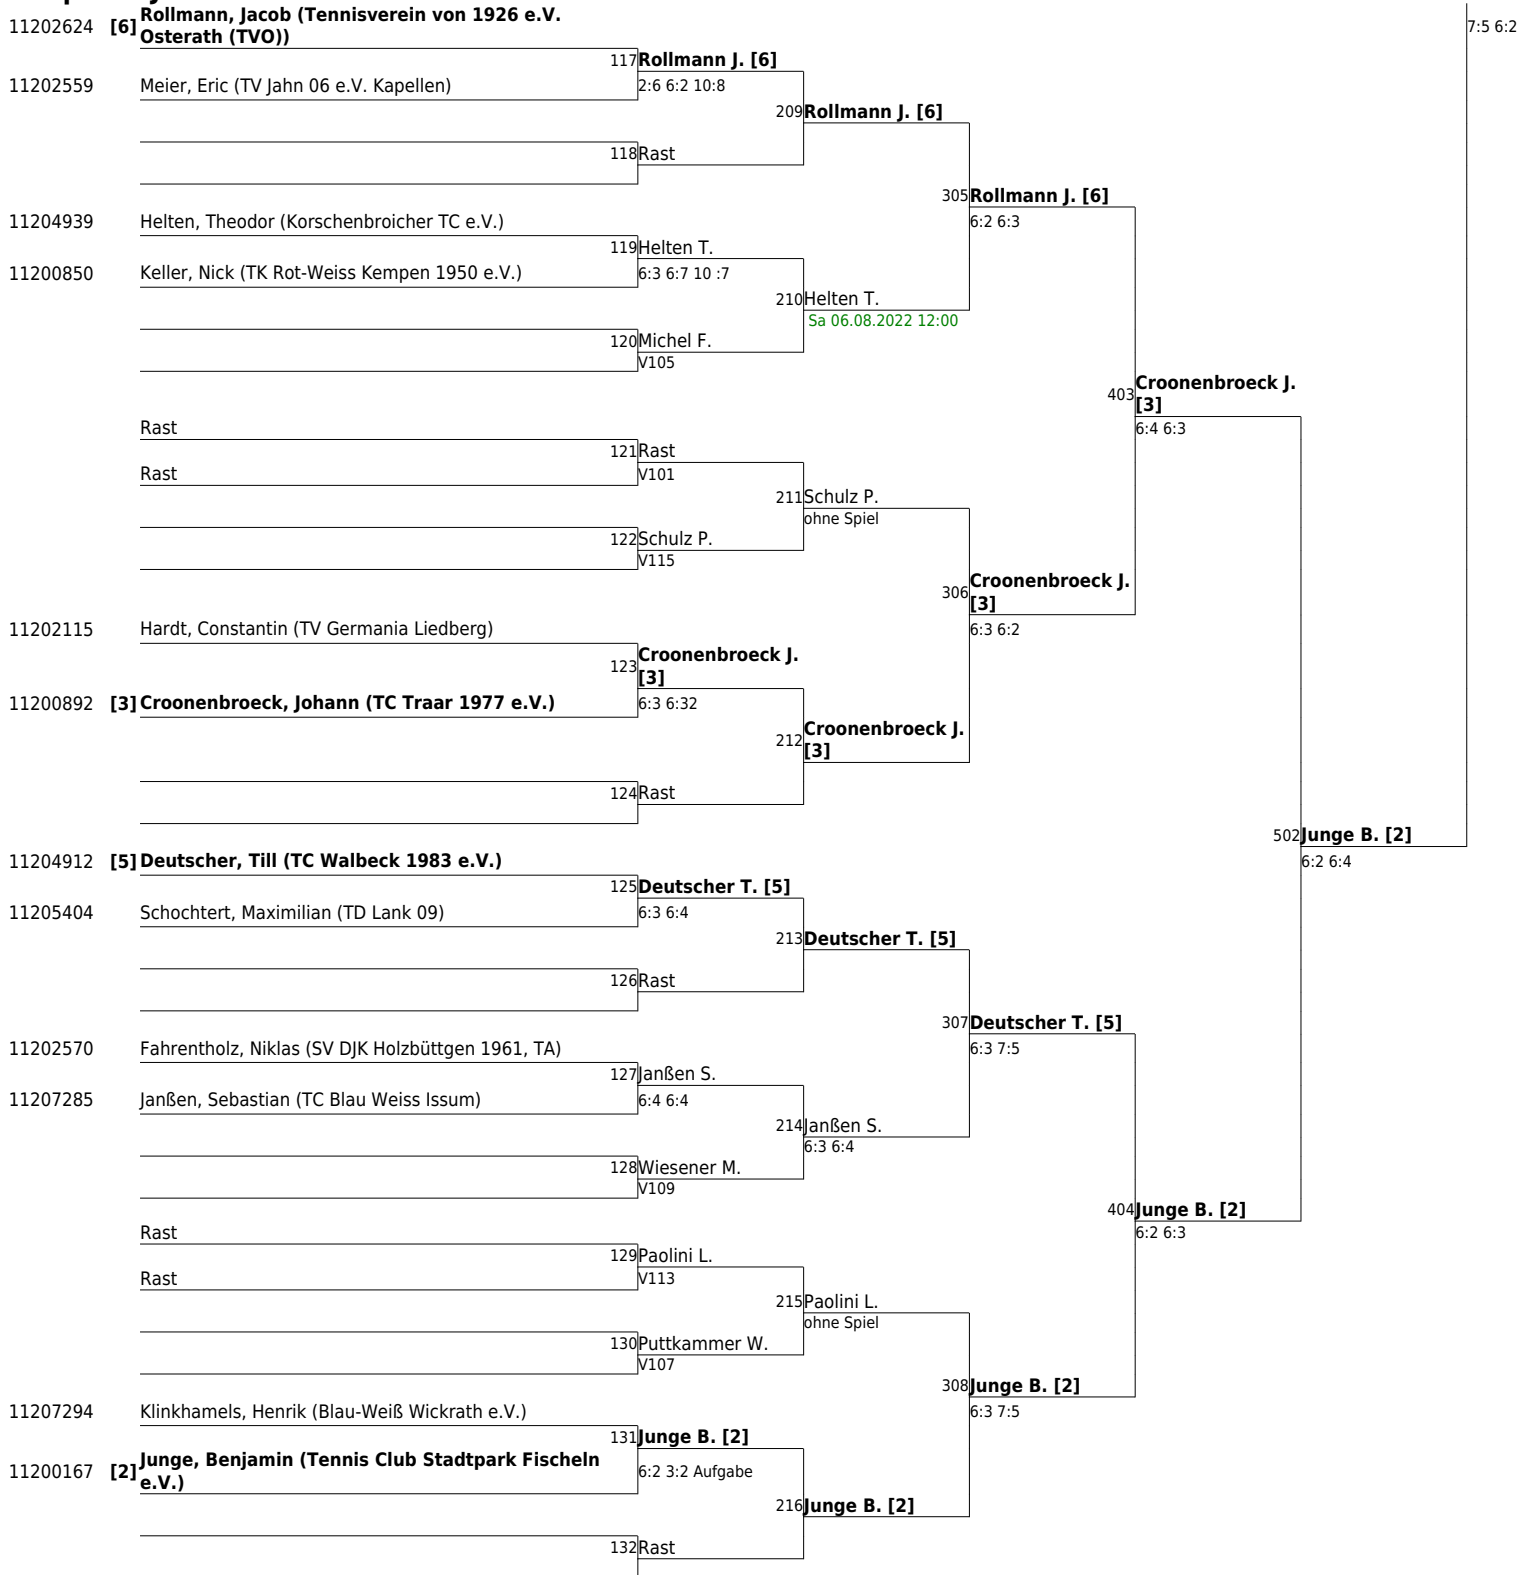 11202624 [6] Rollmann, Jacob (Tennisverein von 1926 e.V.
Osterath (TVO))
7:5 6:2
117 Rollmann J. [6]
11202559 Meier, Eric (TV Jahn 06 e.V. Kapellen)
2:6 6:2 10:8
209 Rollmann J. [6]
118 Rast
305 Rollmann J. [6]
6:2 6:3
11204939 Helten, Theodor (Korschenbroicher TC e.V.)
119 Helten T.
11200850 Keller, Nick (TK Rot-Weiss Kempen 1950 e.V.)
6:3 6:7 10 :7
210 Helten T.
Sa 06.08.2022 12:00
120 Michel F.
V105
403 Croonenbroeck J.
[3]
6:4 6:3
Rast
121 Rast
Rast
V101
211 Schulz P.
ohne Spiel
122 Schulz P.
V115
306 Croonenbroeck J.
[3]
6:3 6:2
11202115 Hardt, Constantin (TV Germania Liedberg)
123 Croonenbroeck J.
[3]
11200892 [3] Croonenbroeck, Johann (TC Traar 1977 e.V.)
6:3 6:32
212 Croonenbroeck J.
[3]
124 Rast
502 Junge B. [2]
6:2 6:4
11204912 [5] Deutscher, Till (TC Walbeck 1983 e.V.)
125 Deutscher T. [5]
11205404 Schochtert, Maximilian (TD Lank 09)
6:3 6:4
213 Deutscher T. [5]
126 Rast
307 Deutscher T. [5]
6:3 7:5
11202570 Fahrentholz, Niklas (SV DJK Holzbüttgen 1961, TA)
127 Janßen S.
11207285 Janßen, Sebastian (TC Blau Weiss Issum)
6:4 6:4
214 Janßen S.
6:3 6:4
128 Wiesener M.
V109
404 Junge B. [2]
6:2 6:3
Rast
129 Paolini L.
Rast
V113
215 Paolini L.
ohne Spiel
130 Puttkammer W.
V107
308 Junge B. [2]
6:3 7:5
11207294 Klinkhamels, Henrik (Blau-Weiß Wickrath e.V.)
131 Junge B. [2]
11200167 [2] Junge, Benjamin (Tennis Club Stadtpark Fischeln
e.V.)
6:2 3:2 Aufgabe
216 Junge B. [2]
132 Rast